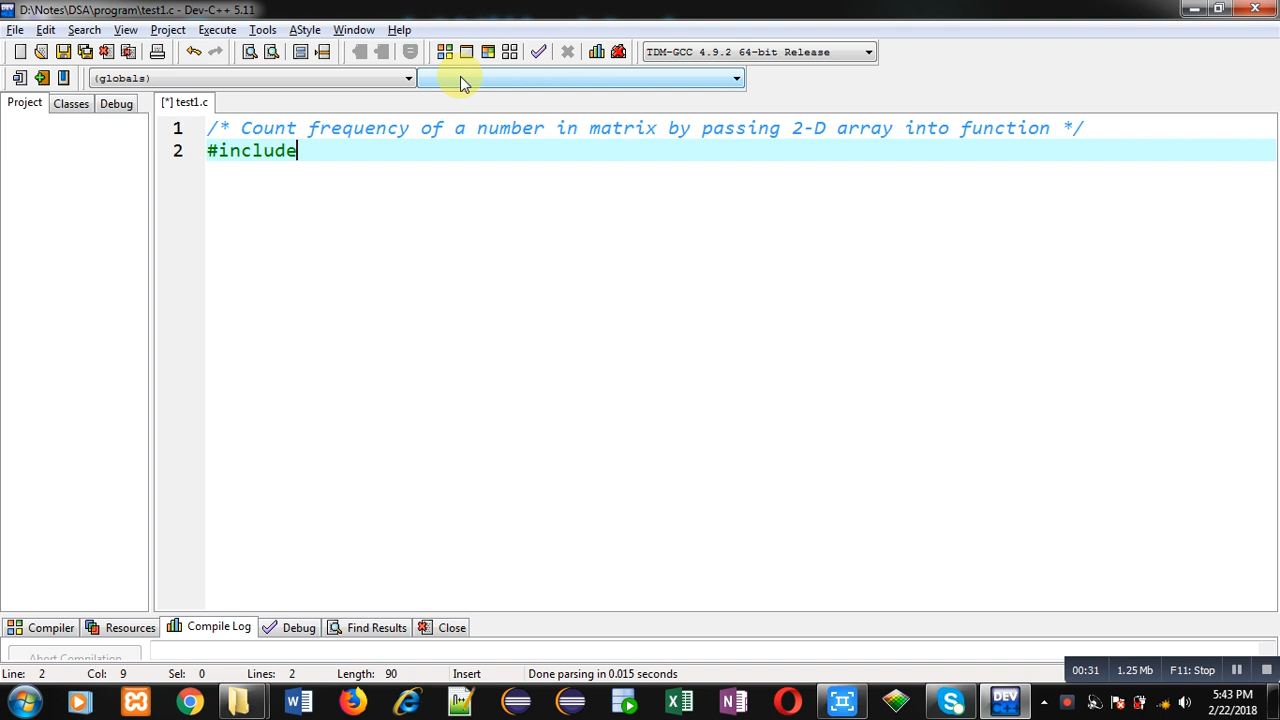 D:\Notes\DSA\program\test1.c - Dev-C++ 5.11
File Edit Search View Project Execute Tools AStyle Window Help
TDM-GCC 4.9.2 64-bit Release
(globals)
Project Classes Debug [*] test1.c
1 /* Count frequency of a number in matrix by passing 2-D array into function */
2 #include
Compiler Resources Compile Log Debug Find Results Close
Abort Compilation
Line: 2 Col: 9 Sel: 0 Lines: 2 Length: 90 Insert Done parsing in 0.015 seconds
00:31 1.25 Mb F11: Stop
DEV
5:43 PM
2/22/2018